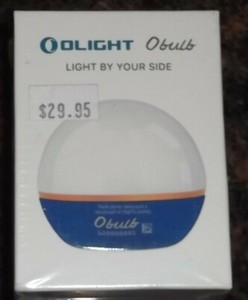 OLIGHT Obulb
LIGHT BY YOUR SIDE
$29.95
Obulb